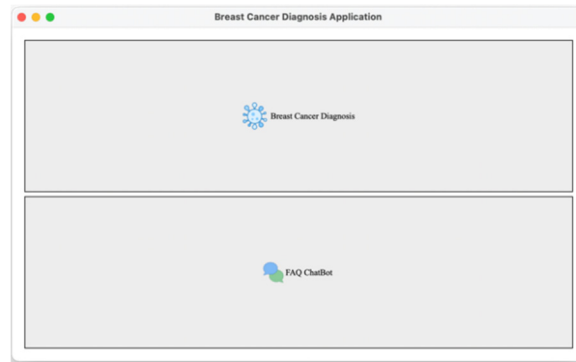 Breast Cancer Diagnosis Application
Breast Cancer Diagnosis
FAQ ChatBot